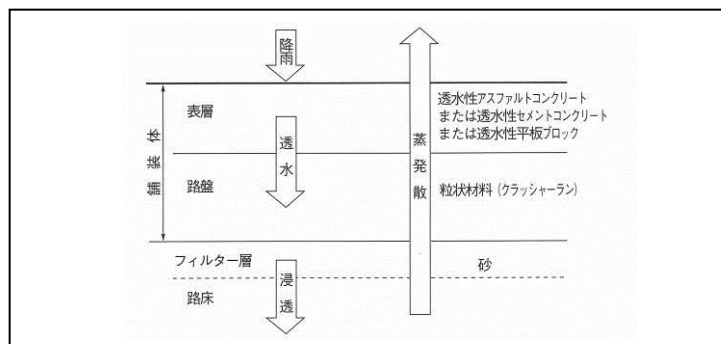 降雨
表層
透水性アスファルトコンクリート
または透水性セメントコンクリート
または透水性平板ブロック
透水
舗装体
蒸発散
路盤
粒状材料(クラッシャーラン)
フィルター層
砂
浸透
路床